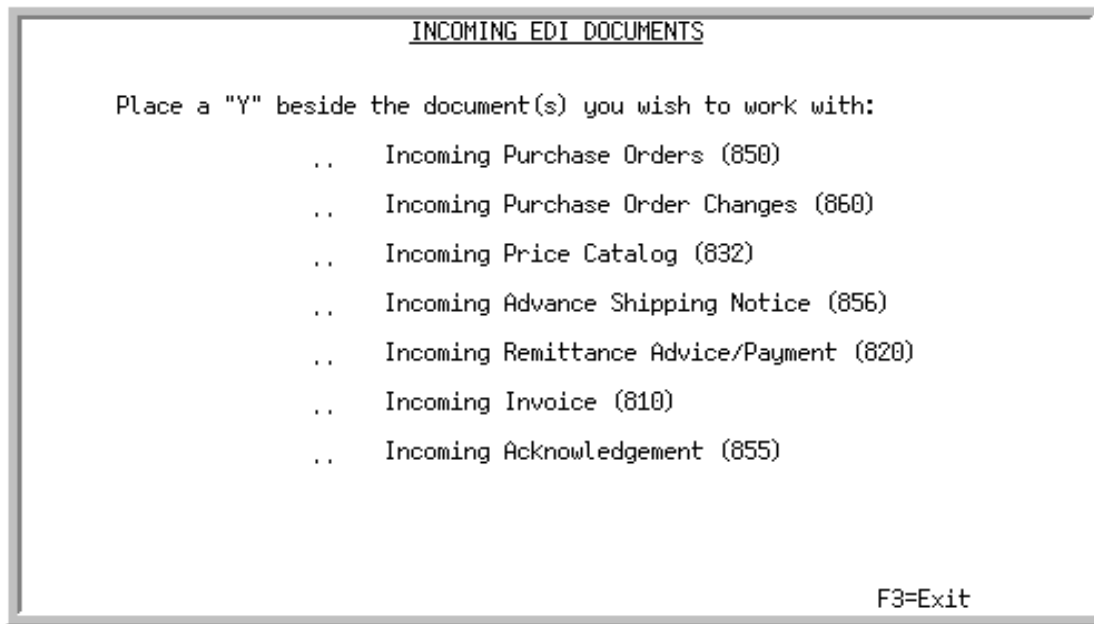 INCOMING EDI DOCUMENTS
Place a "Y" beside the document(s) you wish to work with:
.. Incoming Purchase Orders (850)
.. Incoming Purchase Order Changes (860)
.. Incoming Price Catalog (832)
.. Incoming Advance Shipping Notice (856)
.. Incoming Remittance Advice/Payment (820)
.. Incoming Invoice (810)
.. Incoming Acknowledgement (855)
F3=Exit